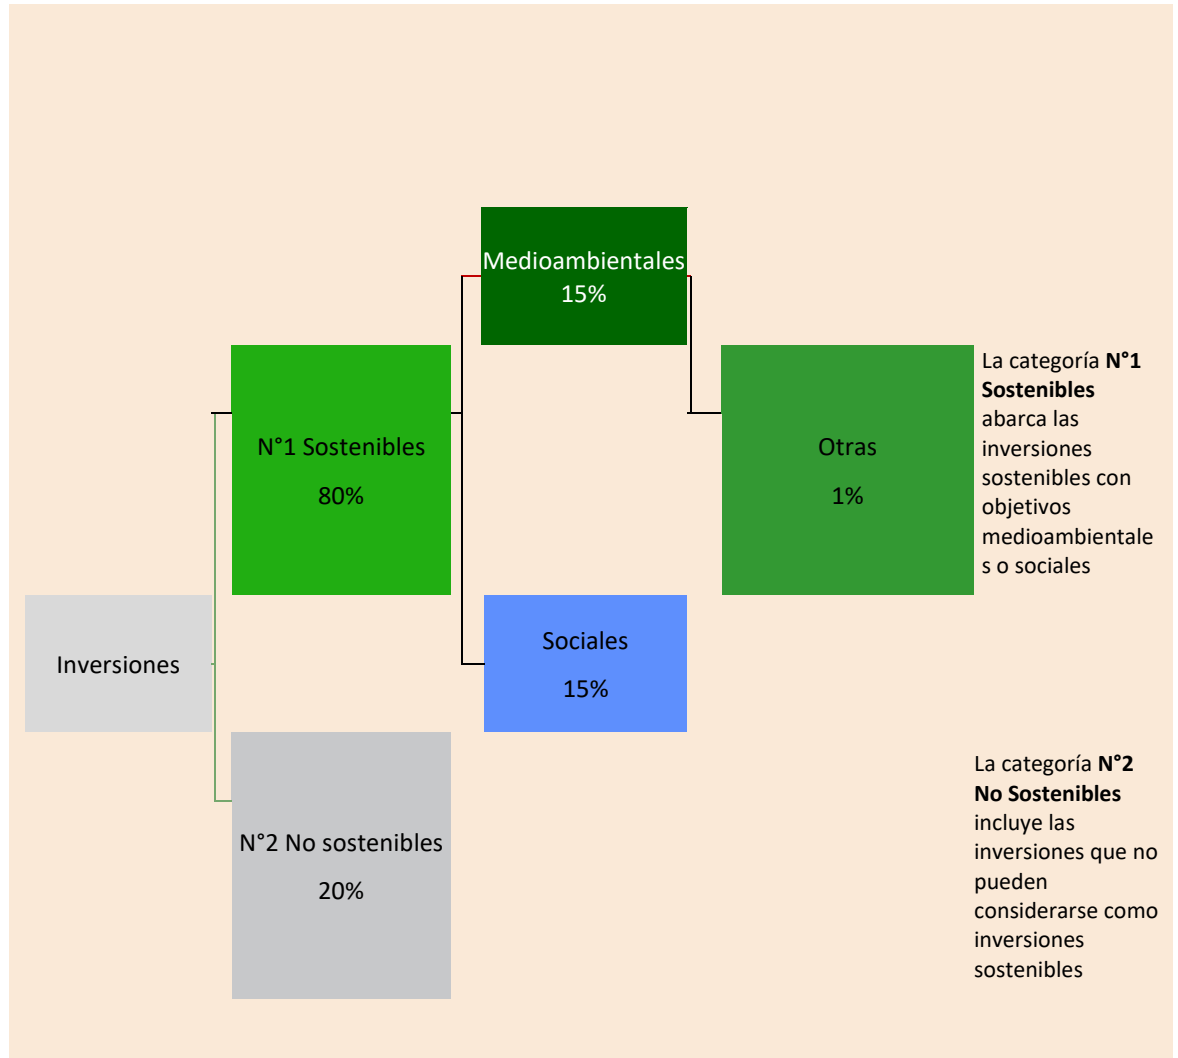 Medioambientales
15%
N°1 Sostenibles
80%
Otras
1%
La categoría N°1
Sostenibles
abarca las
inversiones
sostenibles con
objetivos
medioambientale
s o sociales
Inversiones
Sociales
15%
N°2 No sostenibles
20%
La categoría N°2
No Sostenibles
incluye las
inversiones que no
pueden
considerarse como
inversiones
sostenibles